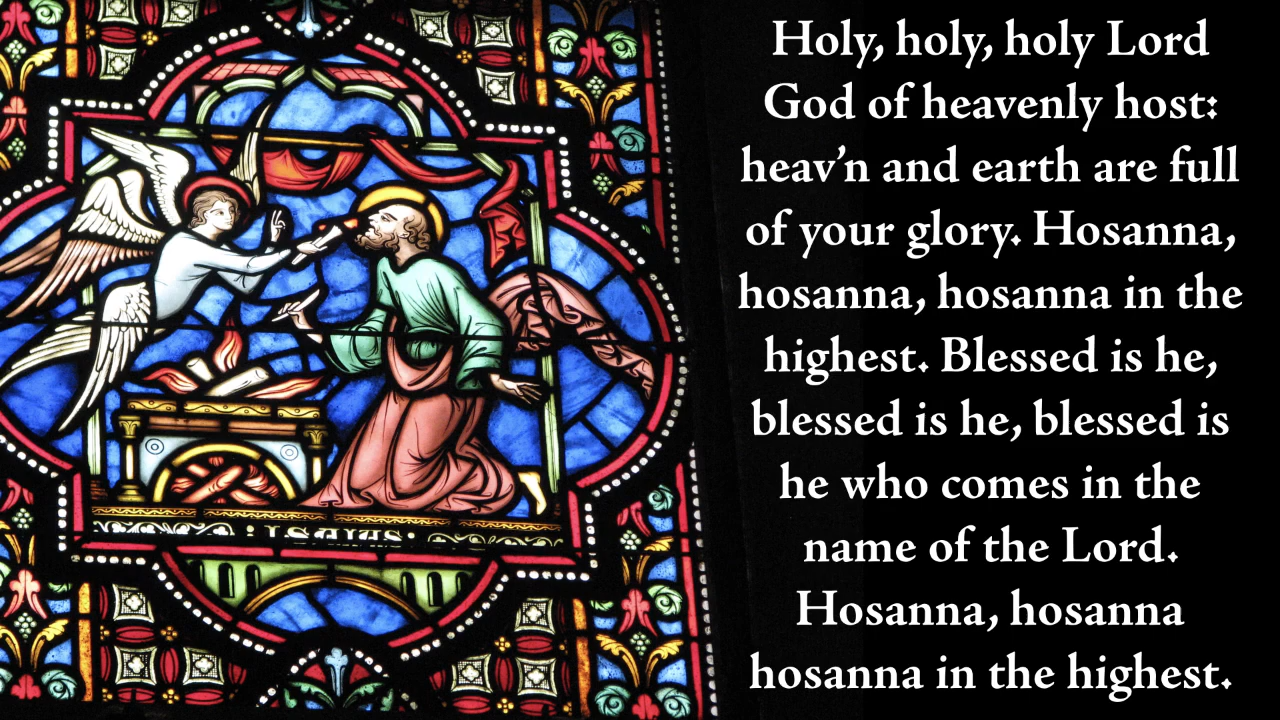 Holy, holy, holy Lord
God of heavenly host:
heav’n and earth are full
of your glory. Hosanna,
hosanna, hosanna in the
highest. Blessed is he,
blessed is he, blessed is
he who comes in the
name of the Lord.
Hosanna, hosanna
hosanna in the highest.
ISAIAS: